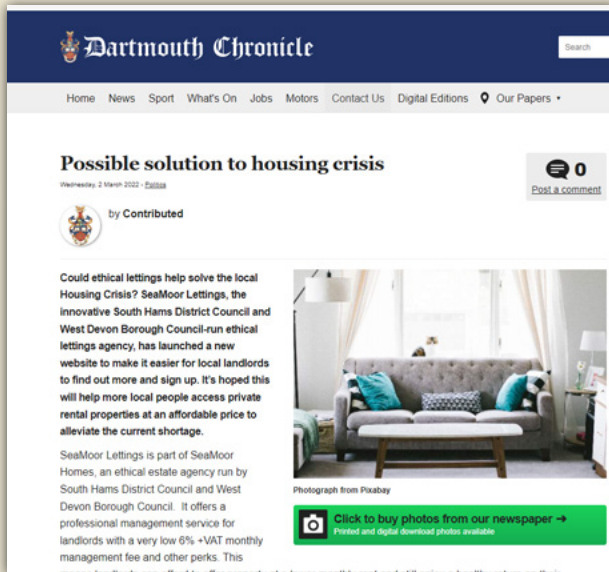 Dartmouth Chronicle
Search
Home News Sport What's On Jobs Motors Contact Us Digital Editions Our Papers
Possible solution to housing crisis
Wednesday, 2 March 2022 - Politics
0
Post a comment
by Contributed
Could ethical lettings help solve the local
Housing Crisis? SeaMoor Lettings, the
innovative South Hams District Council and
West Devon Borough Council-run ethical
lettings agency, has launched a new
website to make it easier for local landlords
to find out more and sign up. It's hoped this
will help more local people access private
rental properties at an affordable price to
alleviate the current shortage.
SeaMoor Lettings is part of SeaMoor
Homes, an ethical estate agency run by
South Hams District Council and West
Devon Borough Council. It offers a
professional management service for
landlords with a very low 6% +VAT monthly
management fee and other perks. This
Photograph from Pixabay
Click to buy photos from our newspaper →
Printed and digital download photos available